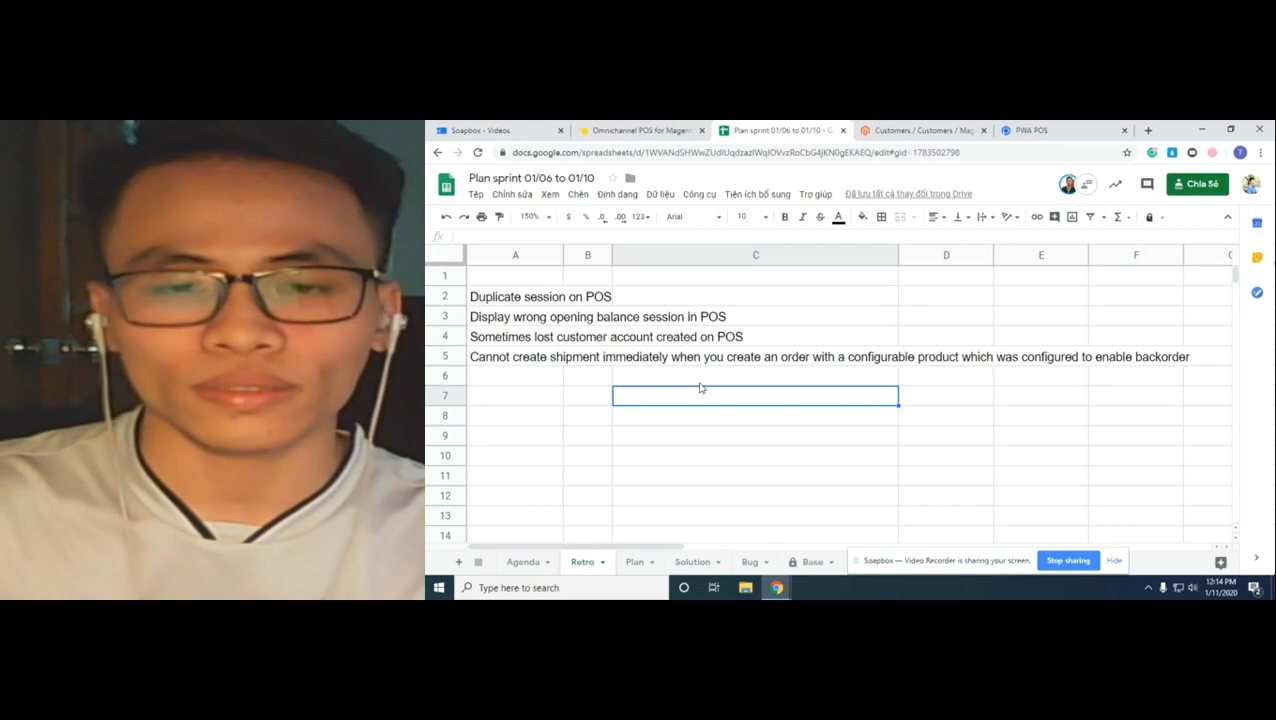 Soapbox - Videos
Omnichannel POS for Magent
Plan sprint 01/06 to 01/10 - G
Customers / Customers / Mag
PWA POS
docs.google.com/spreadsheets/d/1WVANdSHWwZUdIUqdzazIWqIOVvzRoCbG4jKN0gEKAEQ/edit#gid=1783502798
T
Plan sprint 01/06 to 01/10
Tệp Chỉnh sửa Xem Chèn Định dạng Dữ liệu Công cụ Tiện ích bổ sung Trợ giúp Đã lưu tất cả thay đổi trong Drive
Chia Sẻ
150% $ % .0 .00 123 Arial 10 B I S A
fx
A B C D E F
1
2 Duplicate session on POS
3 Display wrong opening balance session in POS
4 Sometimes lost customer account created on POS
5 Cannot create shipment immediately when you create an order with a configurable product which was configured to enable backorder
6
7
8
9
10
11
12
13
14
Agenda Retro Plan Solution Bug Base
Soapbox — Video Recorder is sharing your screen. Stop sharing Hide
Type here to search
12:14 PM
1/11/2020